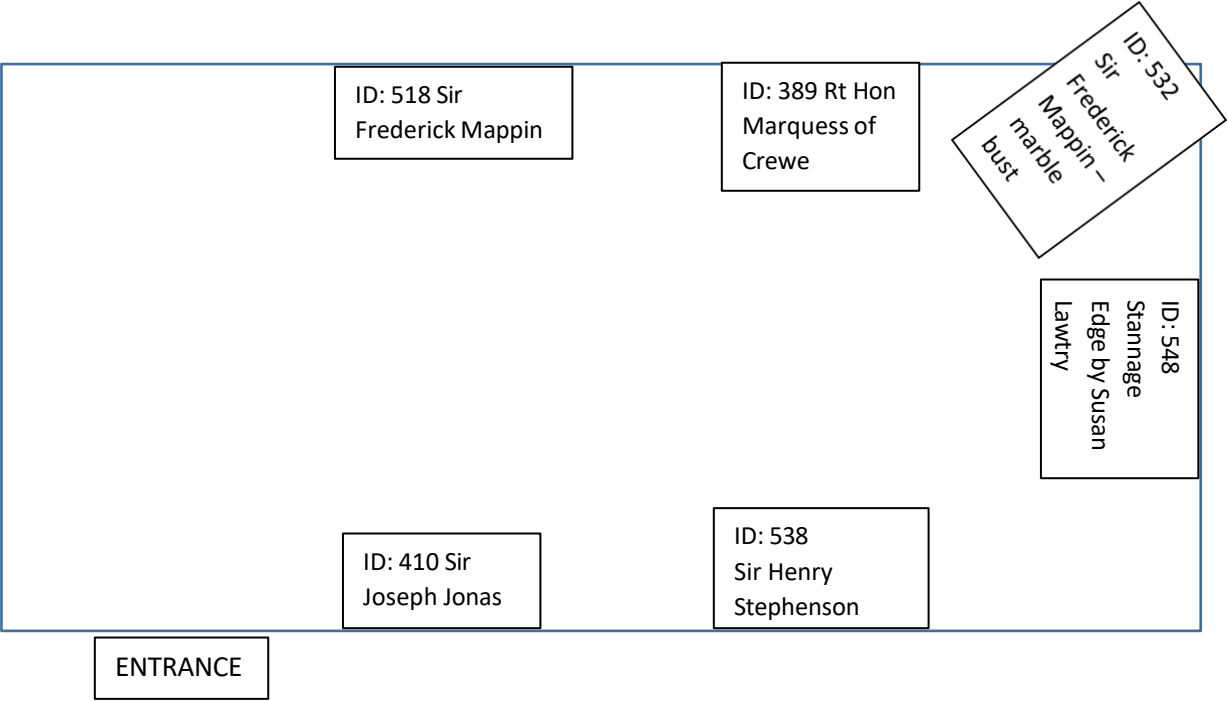 ID: 518 Sir
Frederick Mappin
ID: 389 Rt Hon
Marquess of
Crewe
ID: 532
Sir
Frederick
Mappin –
marble
bust
ID: 548
Stannage
Edge by Susan
Lawtry
ID: 410 Sir
Joseph Jonas
ID: 538
Sir Henry
Stephenson
ENTRANCE